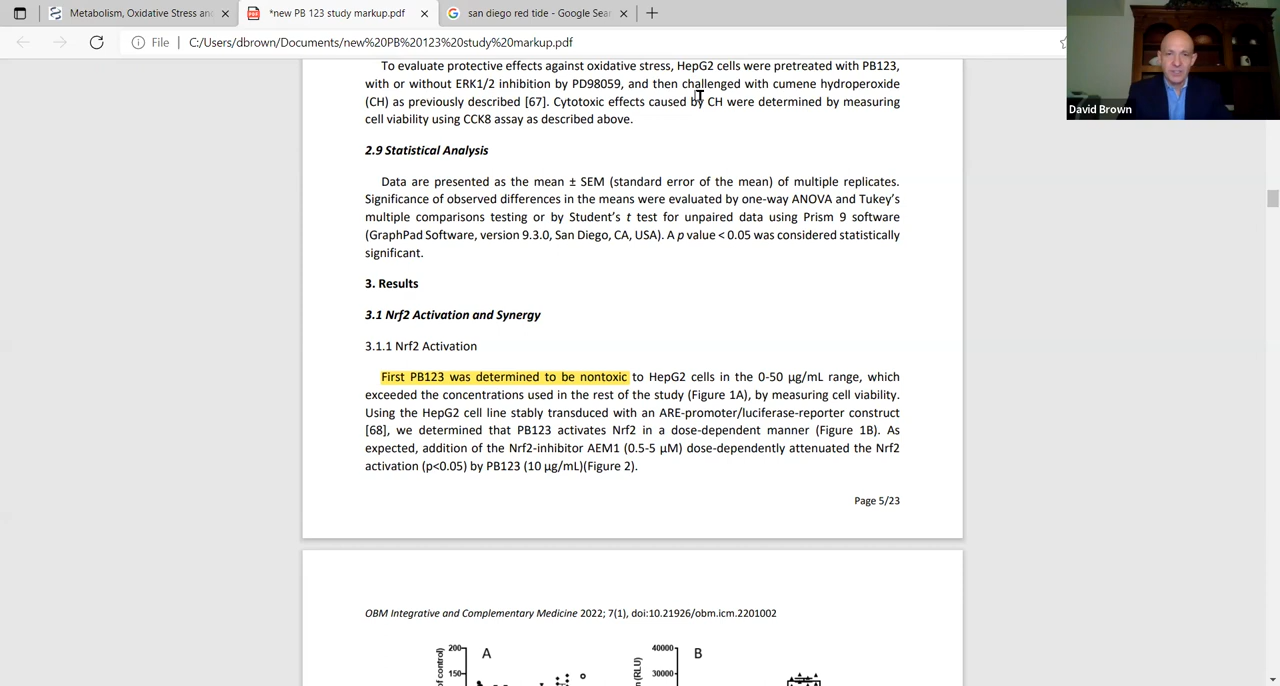 Metabolism, Oxidative Stress and
*new PB 123 study markup.pdf
san diego red tide - Google Sear
File
C:/Users/dbrown/Documents/new%20PB%20123%20study%20markup.pdf
David Brown
To evaluate protective effects against oxidative stress, HepG2 cells were pretreated with PB123,
with or without ERK1/2 inhibition by PD98059, and then challenged with cumene hydroperoxide
(CH) as previously described [67]. Cytotoxic effects caused by CH were determined by measuring
cell viability using CCK8 assay as described above.
2.9 Statistical Analysis
Data are presented as the mean ± SEM (standard error of the mean) of multiple replicates.
Significance of observed differences in the means were evaluated by one-way ANOVA and Tukey's
multiple comparisons testing or by Student's t test for unpaired data using Prism 9 software
(GraphPad Software, version 9.3.0, San Diego, CA, USA). A p value < 0.05 was considered statistically
significant.
3. Results
3.1 Nrf2 Activation and Synergy
3.1.1 Nrf2 Activation
First PB123 was determined to be nontoxic to HepG2 cells in the 0-50 µg/mL range, which
exceeded the concentrations used in the rest of the study (Figure 1A), by measuring cell viability.
Using the HepG2 cell line stably transduced with an ARE-promoter/luciferase-reporter construct
[68], we determined that PB123 activates Nrf2 in a dose-dependent manner (Figure 1B). As
expected, addition of the Nrf2-inhibitor AEM1 (0.5-5 µM) dose-dependently attenuated the Nrf2
activation (p<0.05) by PB123 (10 µg/mL)(Figure 2).
Page 5/23
OBM Integrative and Complementary Medicine 2022; 7(1), doi:10.21926/obm.icm.2201002
200
A
150
of control)
40000
B
30000
n (RLU)